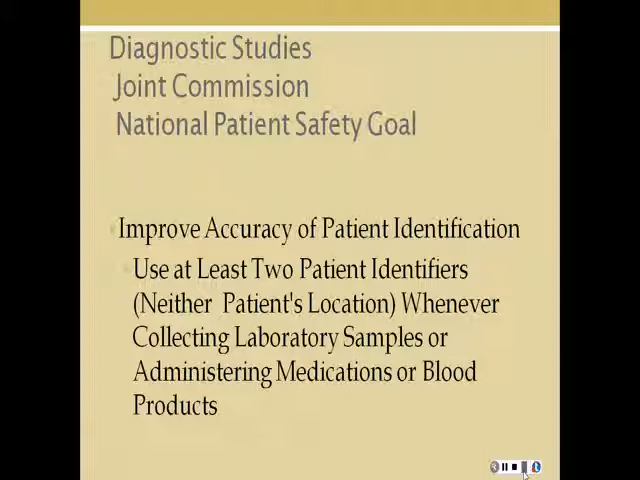 Diagnostic Studies
Joint Commission
National Patient Safety Goal
Improve Accuracy of Patient Identification
Use at Least Two Patient Identifiers
(Neither Patient's Location) Whenever
Collecting Laboratory Samples or
Administering Medications or Blood
Products